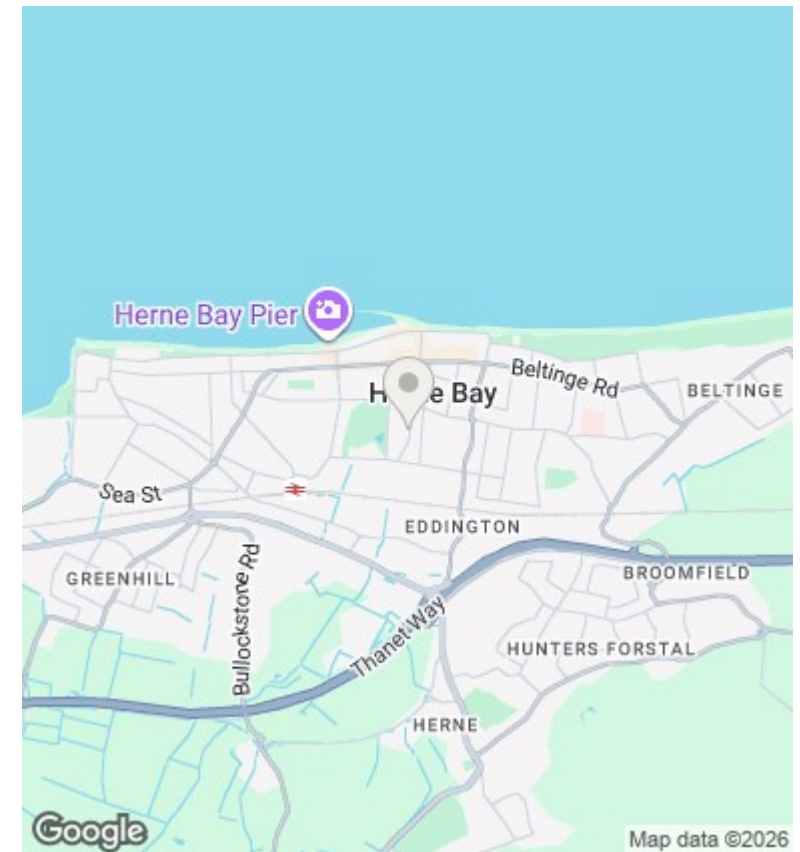 Herne Bay Pier
Beltinge Rd
H e Bay
BELTINGE
Sea St
EDDINGTON
GREENHILL
Bullockstone Rd
BROOMFIELD
Thanet Way
HUNTERS FORSTAL
HERNE
Google
Map data ©2026